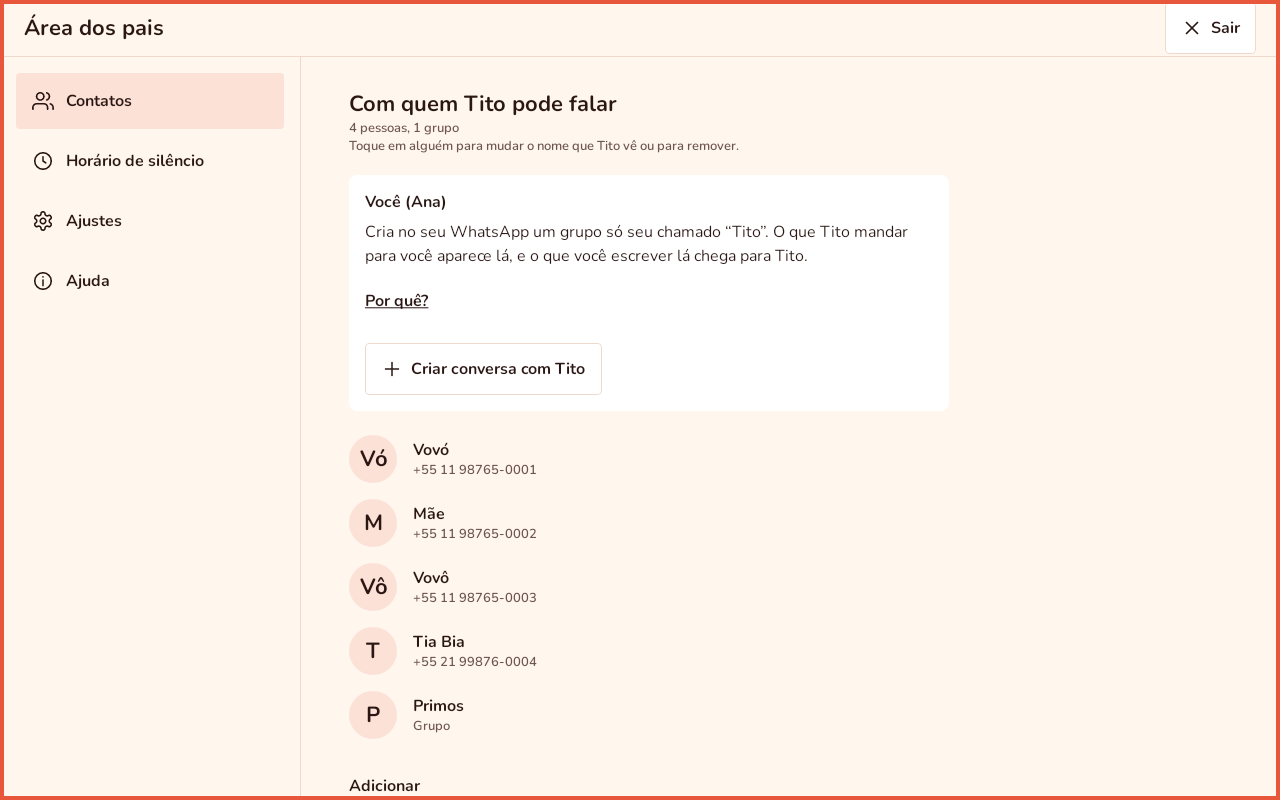 Área dos pais
Sair
Contatos
Horário de silêncio
Ajustes
Ajuda
Com quem Tito pode falar
4 pessoas, 1 grupo
Toque em alguém para mudar o nome que Tito vê ou para remover.
Você (Ana)
Cria no seu WhatsApp um grupo só seu chamado “Tito”. O que Tito mandar
para você aparece lá, e o que você escrever lá chega para Tito.
Por quê?
Criar conversa com Tito
Vó
Vovó
+55 11 98765-0001
M
Mãe
+55 11 98765-0002
Vô
Vovô
+55 11 98765-0003
T
Tia Bia
+55 21 99876-0004
P
Primos
Grupo
Adicionar